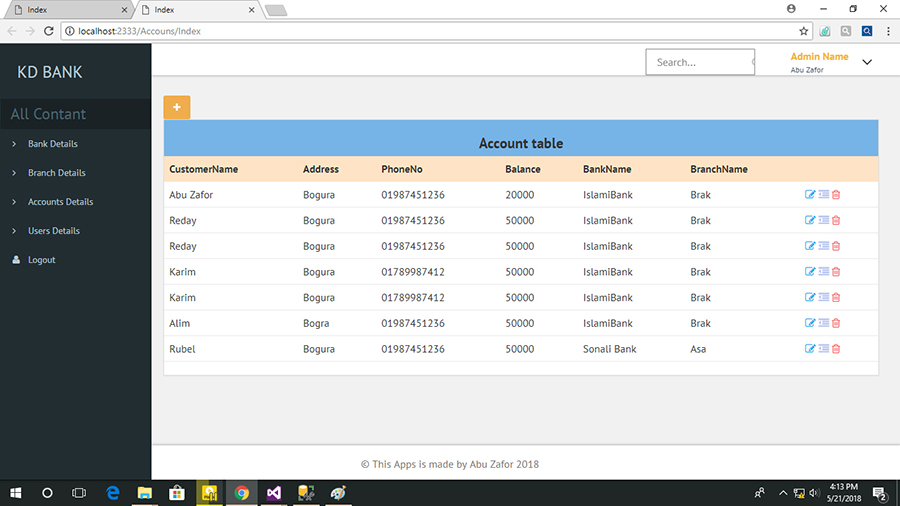 Index
Index
localhost:2333/Accouns/Index
KD BANK
Search...
Admin Name
Abu Zafor
All Contant
Bank Details
Branch Details
Accounts Details
Users Details
Logout
+
Account table
CustomerName Address PhoneNo Balance BankName BranchName
Abu Zafor Bogura 01987451236 20000 IslamiBank Brak
Reday Bogura 01987451236 50000 IslamiBank Brak
Reday Bogura 01987451236 50000 IslamiBank Brak
Karim Bogura 01789987412 50000 IslamiBank Brak
Karim Bogura 01789987412 50000 IslamiBank Brak
Alim Bogra 01987451236 50000 IslamiBank Brak
Rubel Bogura 01987451236 50000 Sonali Bank Asa
© This Apps is made by Abu Zafor 2018
4:13 PM
5/21/2018
2